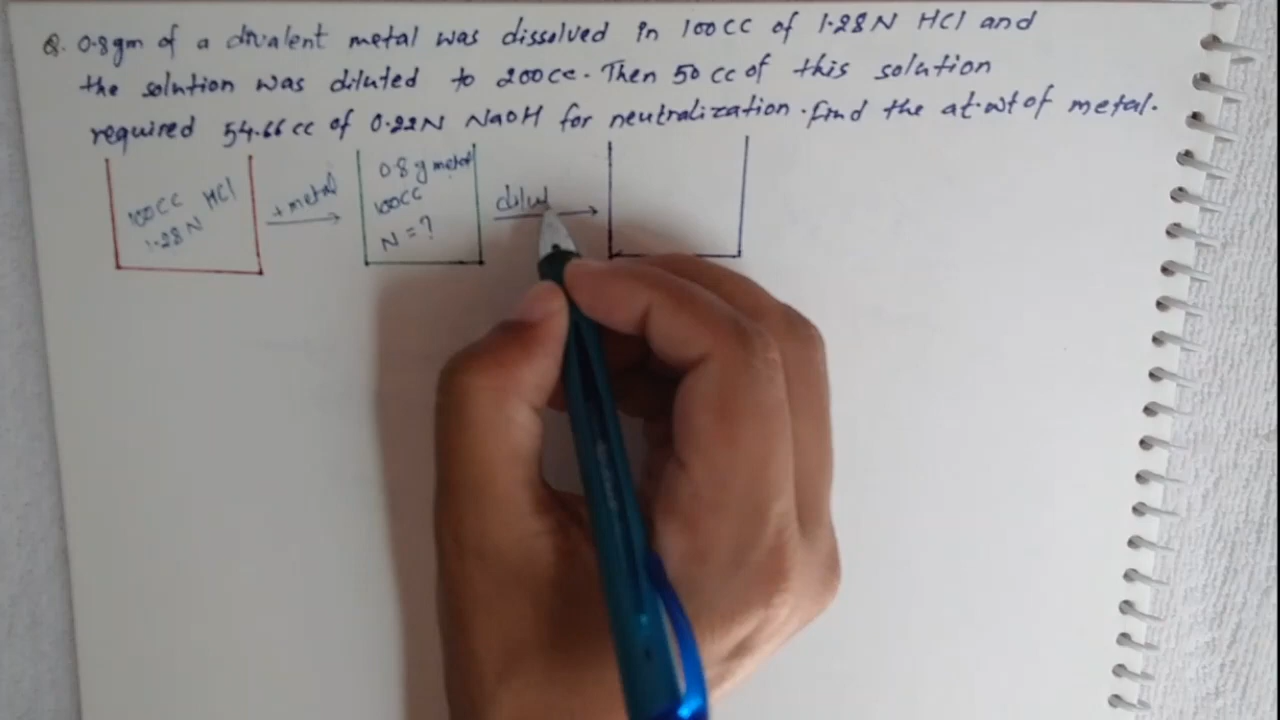 Q. 0.8gm of a divalent metal was dissolved in 100cc of 1.28N HCl and
the solution was diluted to 200cc. Then 50 cc of this solution
required 54.66 cc of 0.22N NaOH for neutralization. find the at.wt of metal.
100CC HCl
1.28N
+ metal
0.8g metal
100CC
N = ?
dilut